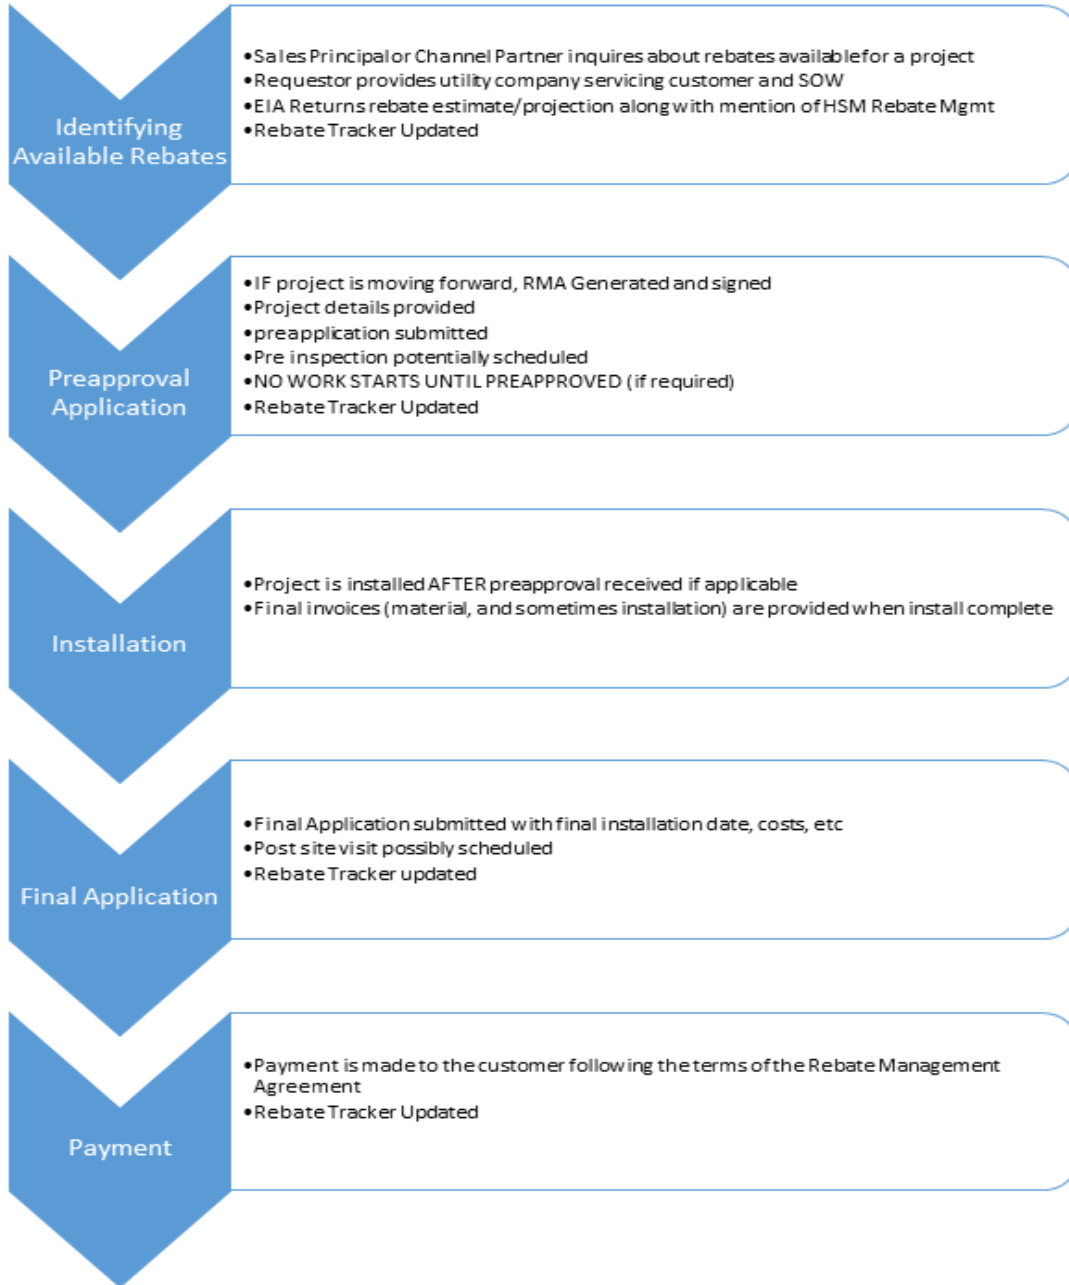 Identifying
Available Rebates
•Sales Principal or Channel Partner inquires about rebates available for a project
•Requestor provides utility company servicing customer and SOW
•EIA Returns rebate estimate/projection along with mention of HSM Rebate Mgmt
•Rebate Tracker Updated
Preapproval
Application
•IF project is moving forward, RMA Generated and signed
•Project details provided
•preapplication submitted
•Pre inspection potentially scheduled
•NO WORK STARTS UNTIL PREAPPROVED (if required)
•Rebate Tracker Updated
Installation
•Project is installed AFTER preapproval received if applicable
•Final invoices (material, and sometimes installation) are provided when install complete
Final Application
•Final Application submitted with final installation date, costs, etc
•Post site visit possibly scheduled
•Rebate Tracker updated
Payment
•Payment is made to the customer following the terms of the Rebate Management
Agreement
•Rebate Tracker Updated